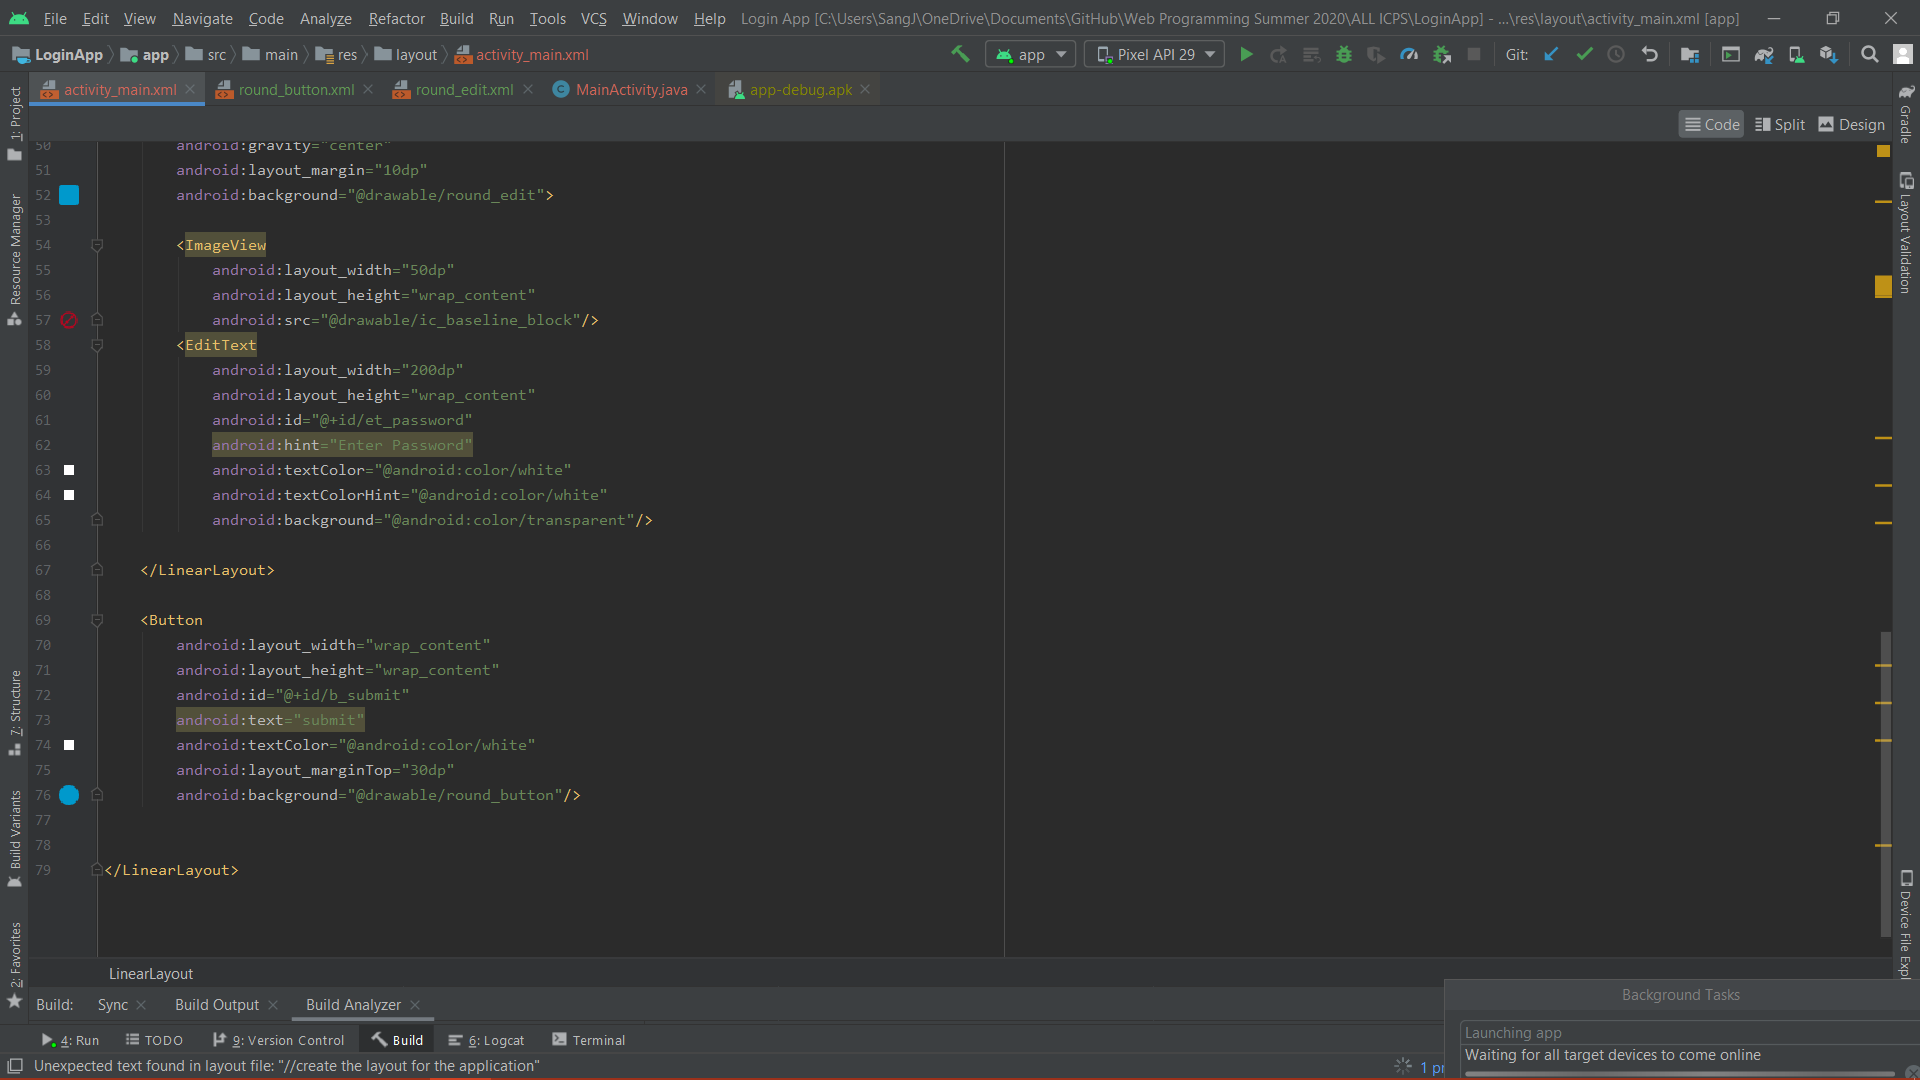 File Edit View Navigate Code Analyze Refactor Build Run Tools VCS Window Help Login App [C:\Users\SangJ\OneDrive\Documents\GitHub\Web Programming Summer 2020\ALL ICPS\LoginApp] - ...\res\layout\activity_main.xml [app]
LoginApp app src main res layout activity_main.xml app Pixel API 29 Git:
activity_main.xml round_button.xml round_edit.xml MainActivity.java app-debug.apk
Code Split Design
50 android:gravity="center"
51 android:layout_margin="10dp"
52 android:background="@drawable/round_edit">
53
54 <ImageView
55 android:layout_width="50dp"
56 android:layout_height="wrap_content"
57 android:src="@drawable/ic_baseline_block"/>
58 <EditText
59 android:layout_width="200dp"
60 android:layout_height="wrap_content"
61 android:id="@+id/et_password"
62 android:hint="Enter Password"
63 android:textColor="@android:color/white"
64 android:textColorHint="@android:color/white"
65 android:background="@android:color/transparent"/>
66
67 </LinearLayout>
68
69 <Button
70 android:layout_width="wrap_content"
71 android:layout_height="wrap_content"
72 android:id="@+id/b_submit"
73 android:text="submit"
74 android:textColor="@android:color/white"
75 android:layout_marginTop="30dp"
76 android:background="@drawable/round_button"/>
77
78
79 </LinearLayout>
LinearLayout
1: Project
Resource Manager
7: Structure
Build Variants
2: Favorites
Gradle
Layout Validation
Device File Expl
Build: Sync Build Output Build Analyzer
Background Tasks
Launching app
Waiting for all target devices to come online
4: Run TODO 9: Version Control Build 6: Logcat Terminal
Unexpected text found in layout file: "//create the layout for the application"
1 pr